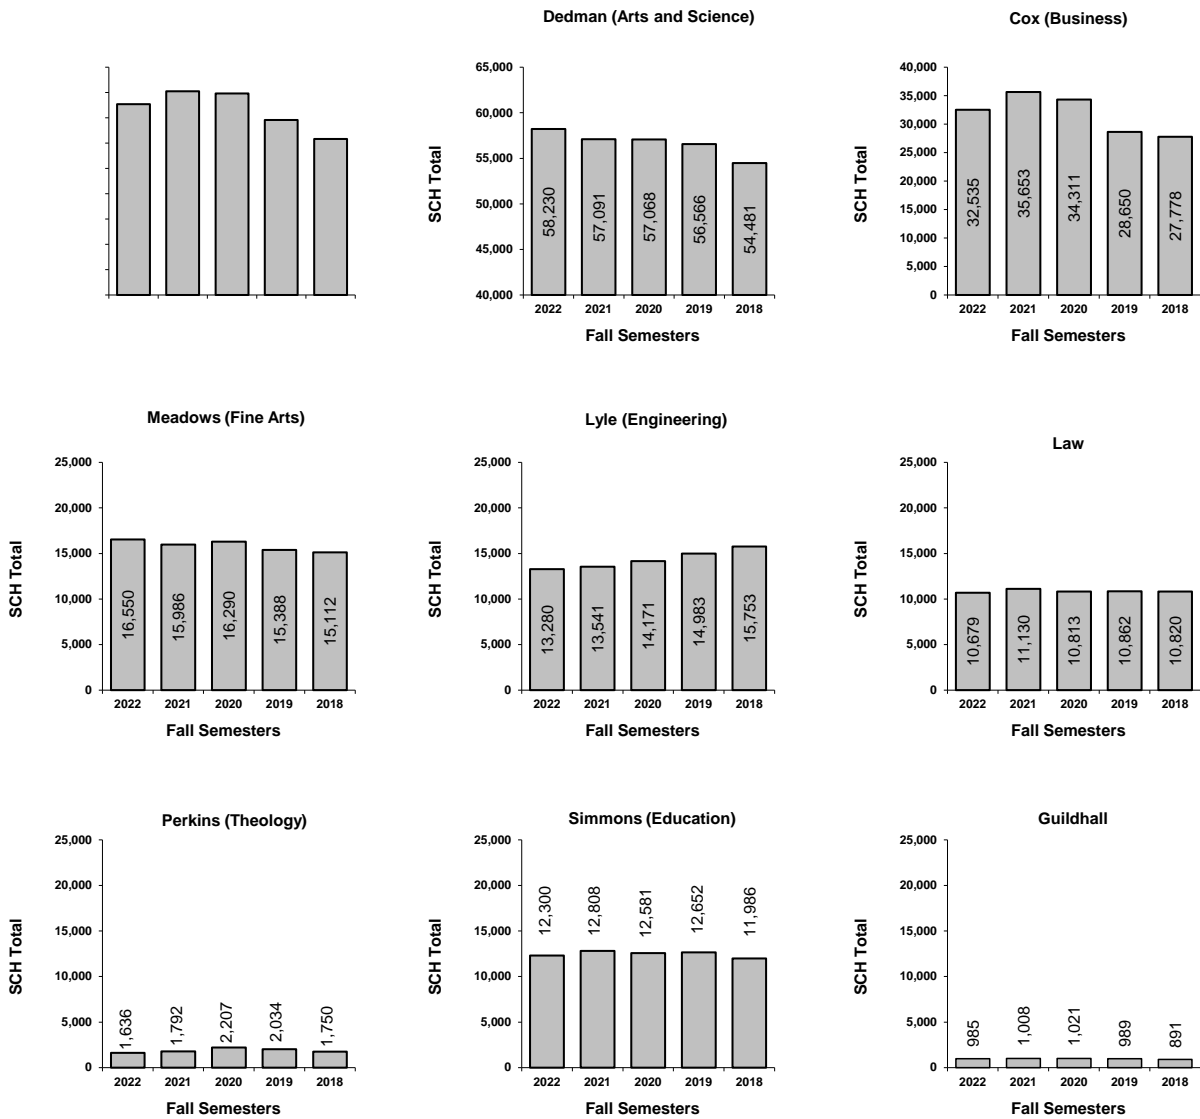 Dedman (Arts and Science)
65,000
60,000
55,000
50,000
45,000
40,000
SCH Total
58,230
57,091
57,068
56,566
54,481
2022 2021 2020 2019 2018
Fall Semesters
Cox (Business)
40,000
35,000
30,000
25,000
20,000
15,000
10,000
5,000
0
SCH Total
32,535
35,653
34,311
28,650
27,778
2022 2021 2020 2019 2018
Fall Semesters
Meadows (Fine Arts)
25,000
20,000
15,000
10,000
5,000
0
SCH Total
16,550
15,986
16,290
15,388
15,112
2022 2021 2020 2019 2018
Fall Semesters
Lyle (Engineering)
25,000
20,000
15,000
10,000
5,000
0
SCH Total
13,280
13,541
14,171
14,983
15,753
2022 2021 2020 2019 2018
Fall Semesters
Law
25,000
20,000
15,000
10,000
5,000
0
SCH Total
10,679
11,130
10,813
10,862
10,820
2022 2021 2020 2019 2018
Fall Semesters
Perkins (Theology)
25,000
20,000
15,000
10,000
5,000
0
SCH Total
1,636
1,792
2,207
2,034
1,750
2022 2021 2020 2019 2018
Fall Semesters
Simmons (Education)
25,000
20,000
15,000
10,000
5,000
0
SCH Total
12,300
12,808
12,581
12,652
11,986
2022 2021 2020 2019 2018
Fall Semesters
Guildhall
25,000
20,000
15,000
10,000
5,000
0
SCH Total
985
1,008
1,021
989
891
2022 2021 2020 2019 2018
Fall Semesters